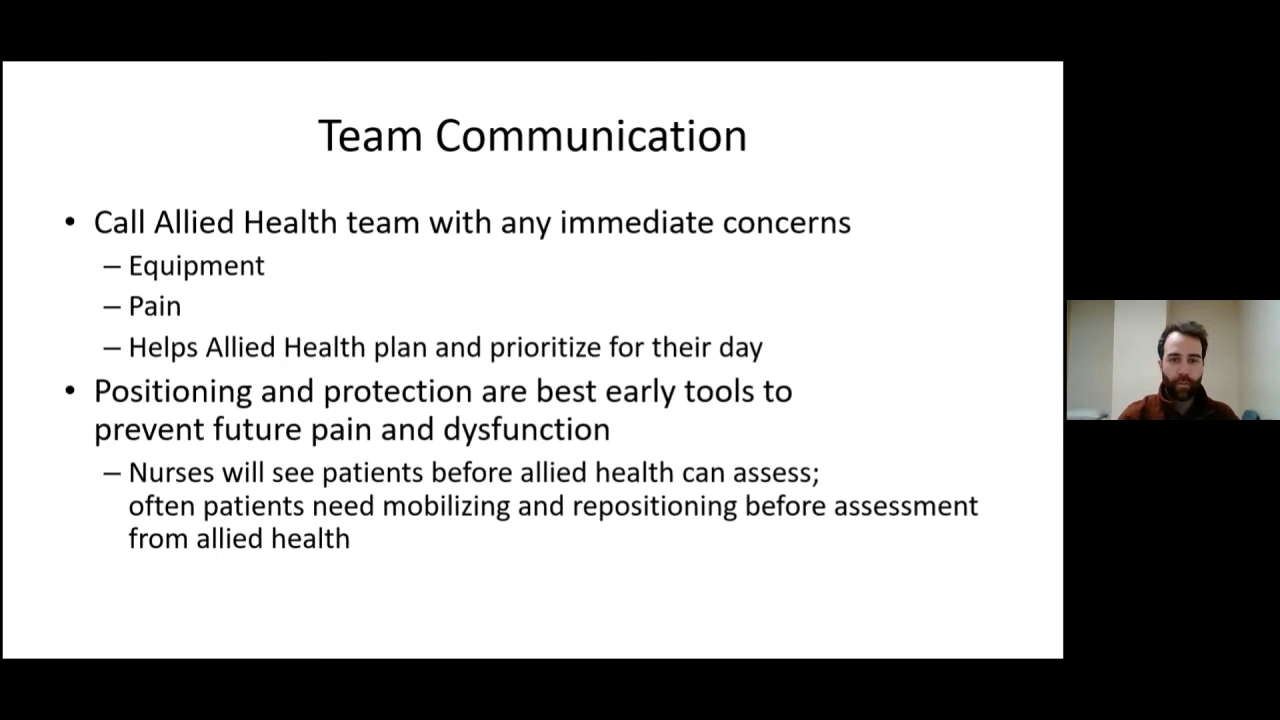 Team Communication
• Call Allied Health team with any immediate concerns
– Equipment
– Pain
– Helps Allied Health plan and prioritize for their day
• Positioning and protection are best early tools to
prevent future pain and dysfunction
– Nurses will see patients before allied health can assess;
often patients need mobilizing and repositioning before assessment
from allied health